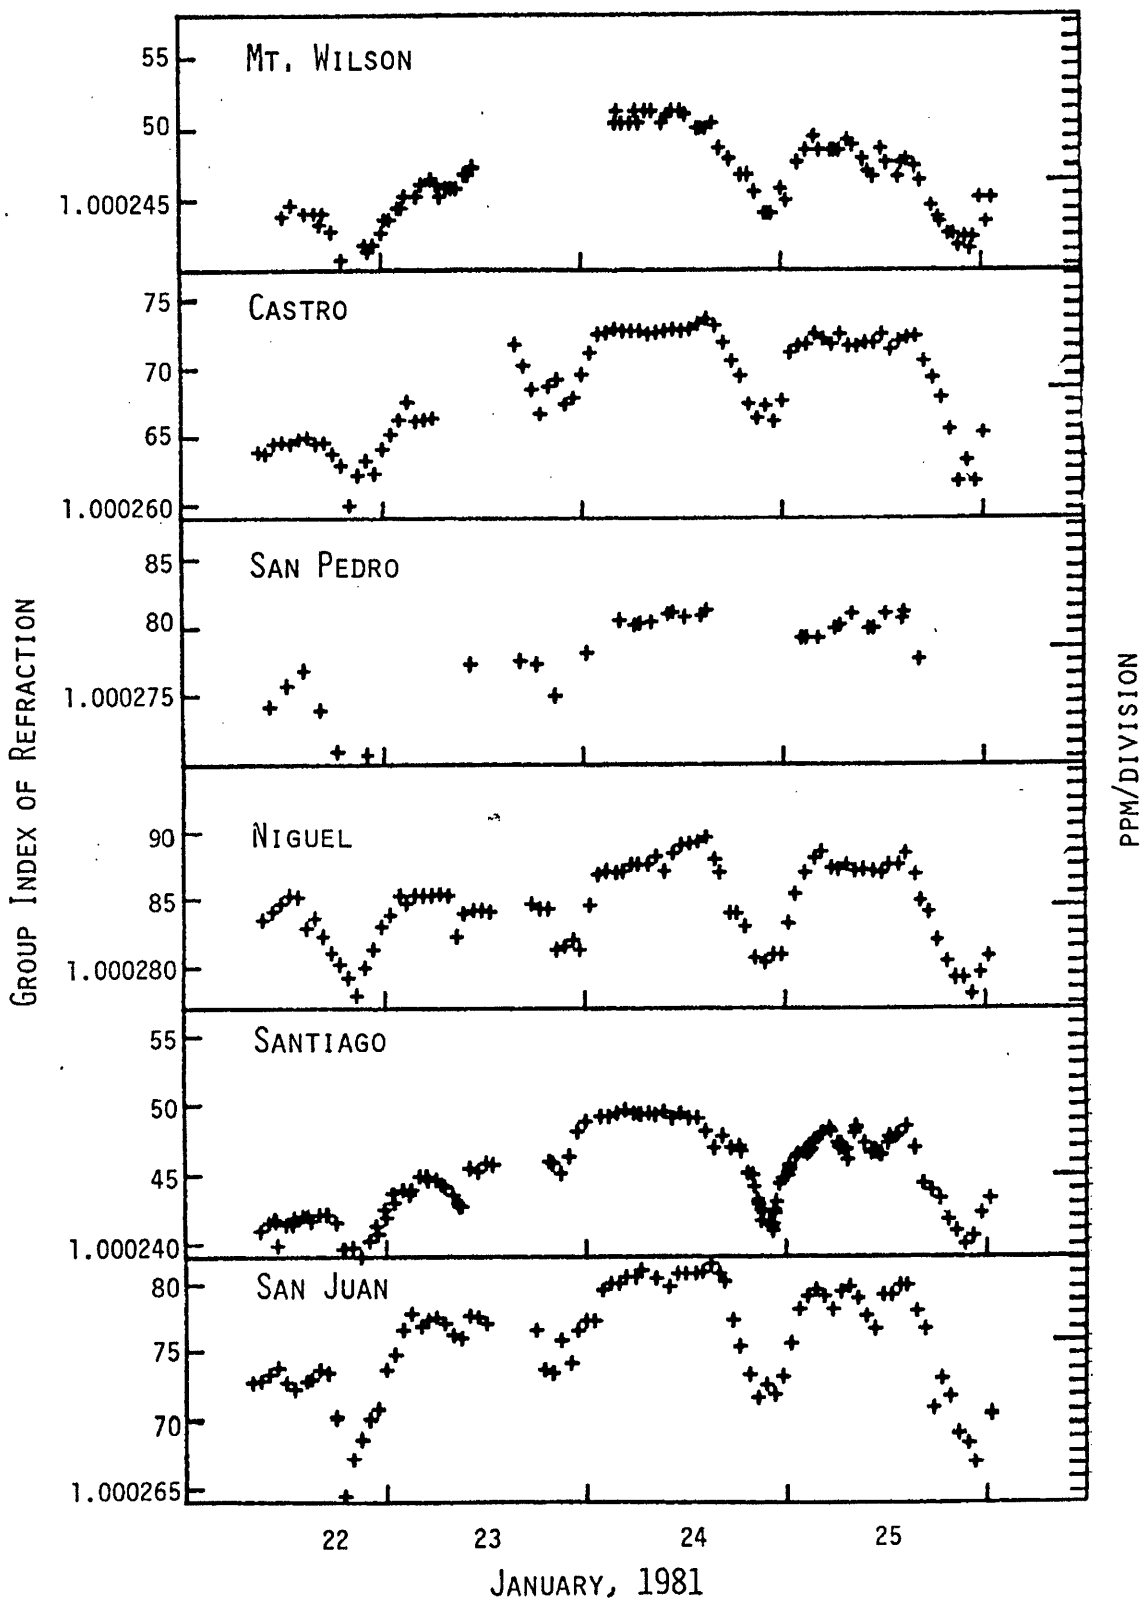 MT. WILSON
55
50
1.000245
CASTRO
75
70
65
1.000260
SAN PEDRO
85
80
1.000275
NIGUEL
90
85
1.000280
SANTIAGO
55
50
45
1.000240
SAN JUAN
80
75
70
1.000265
GROUP INDEX OF REFRACTION
PPM/DIVISION
22 23 24 25
JANUARY, 1981